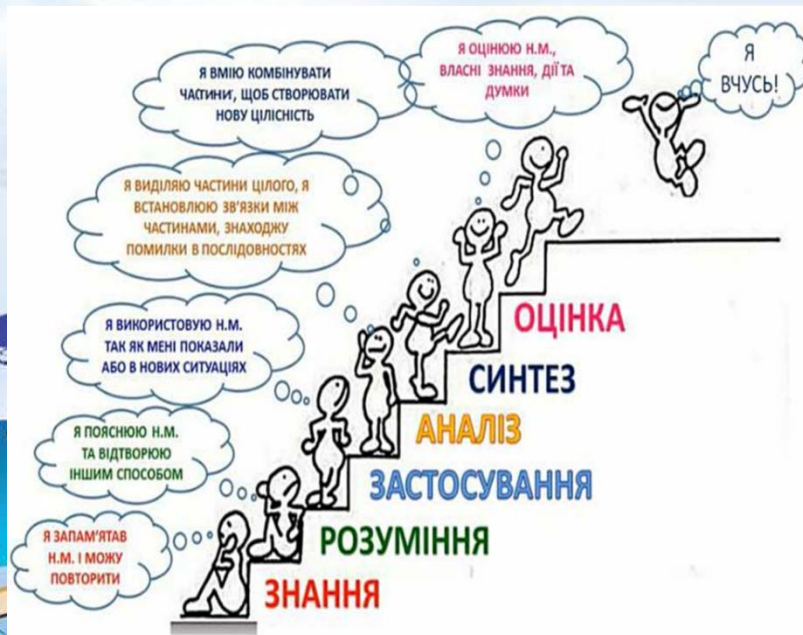 Я ОЦІНЮЮ Н.М.,
ВЛАСНІ ЗНАННЯ, ДІЇ ТА
ДУМКИ
Я
ВЧУСЬ!
Я ВМІЮ КОМБІНУВАТИ
ЧАСТИНИ, ЩОБ СТВОРЮВАТИ
НОВУ ЦІЛІСНІСТЬ
Я ВИДІЛЯЮ ЧАСТИНИ ЦІЛОГО, Я
ВСТАНОВЛЮЮ ЗВ'ЯЗКИ МІЖ
ЧАСТИНАМИ, ЗНАХОДЖУ
ПОМИЛКИ В ПОСЛІДОВНОСТЯХ
Я ВИКОРИСТОВУЮ Н.М.
ТАК ЯК МЕНІ ПОКАЗАЛИ
АБО В НОВИХ СИТУАЦІЯХ
Я ПОЯСНЮЮ Н.М.
ТА ВІДТВОРЮЮ
ІНШИМ СПОСОБОМ
Я ЗАПАМ'ЯТАВ
Н.М. І МОЖУ
ПОВТОРИТИ
ОЦІНКА
СИНТЕЗ
АНАЛІЗ
ЗАСТОСУВАННЯ
РОЗУМІННЯ
ЗНАННЯ